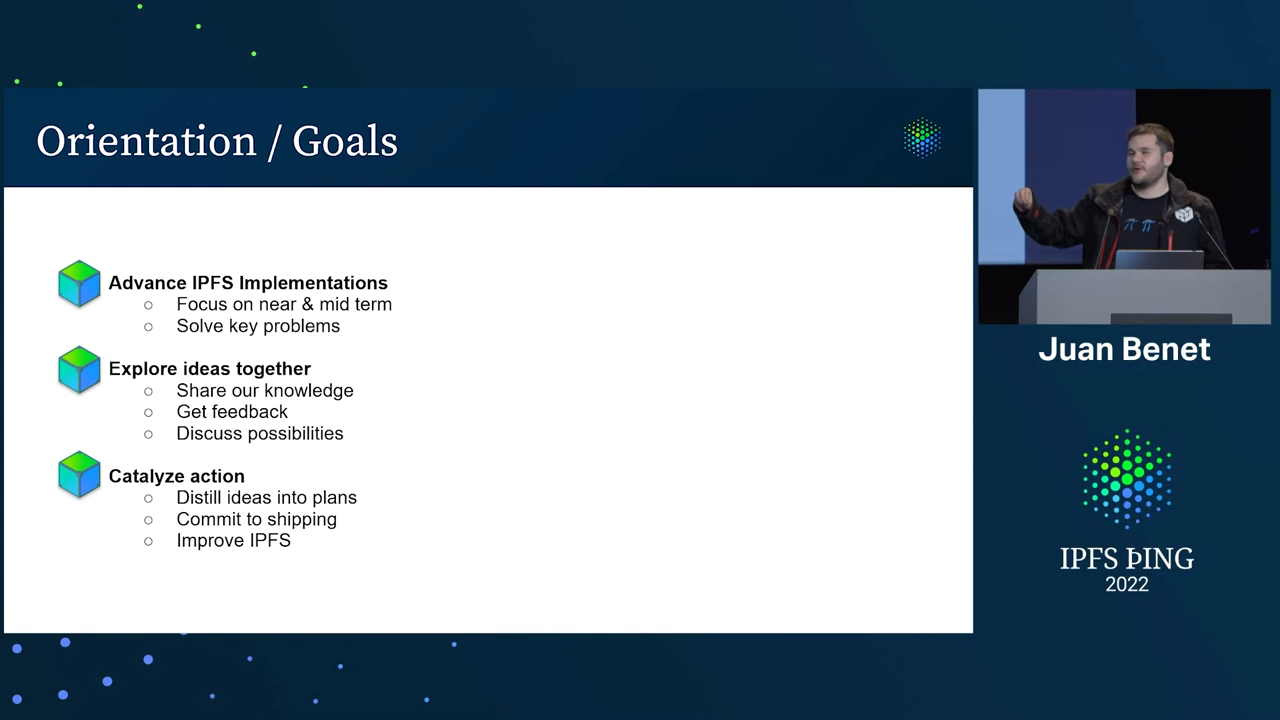 Orientation / Goals
Advance IPFS Implementations
○ Focus on near & mid term
○ Solve key problems
Explore ideas together
○ Share our knowledge
○ Get feedback
○ Discuss possibilities
Catalyze action
○ Distill ideas into plans
○ Commit to shipping
○ Improve IPFS
Juan Benet
IPFS ÞING
2022